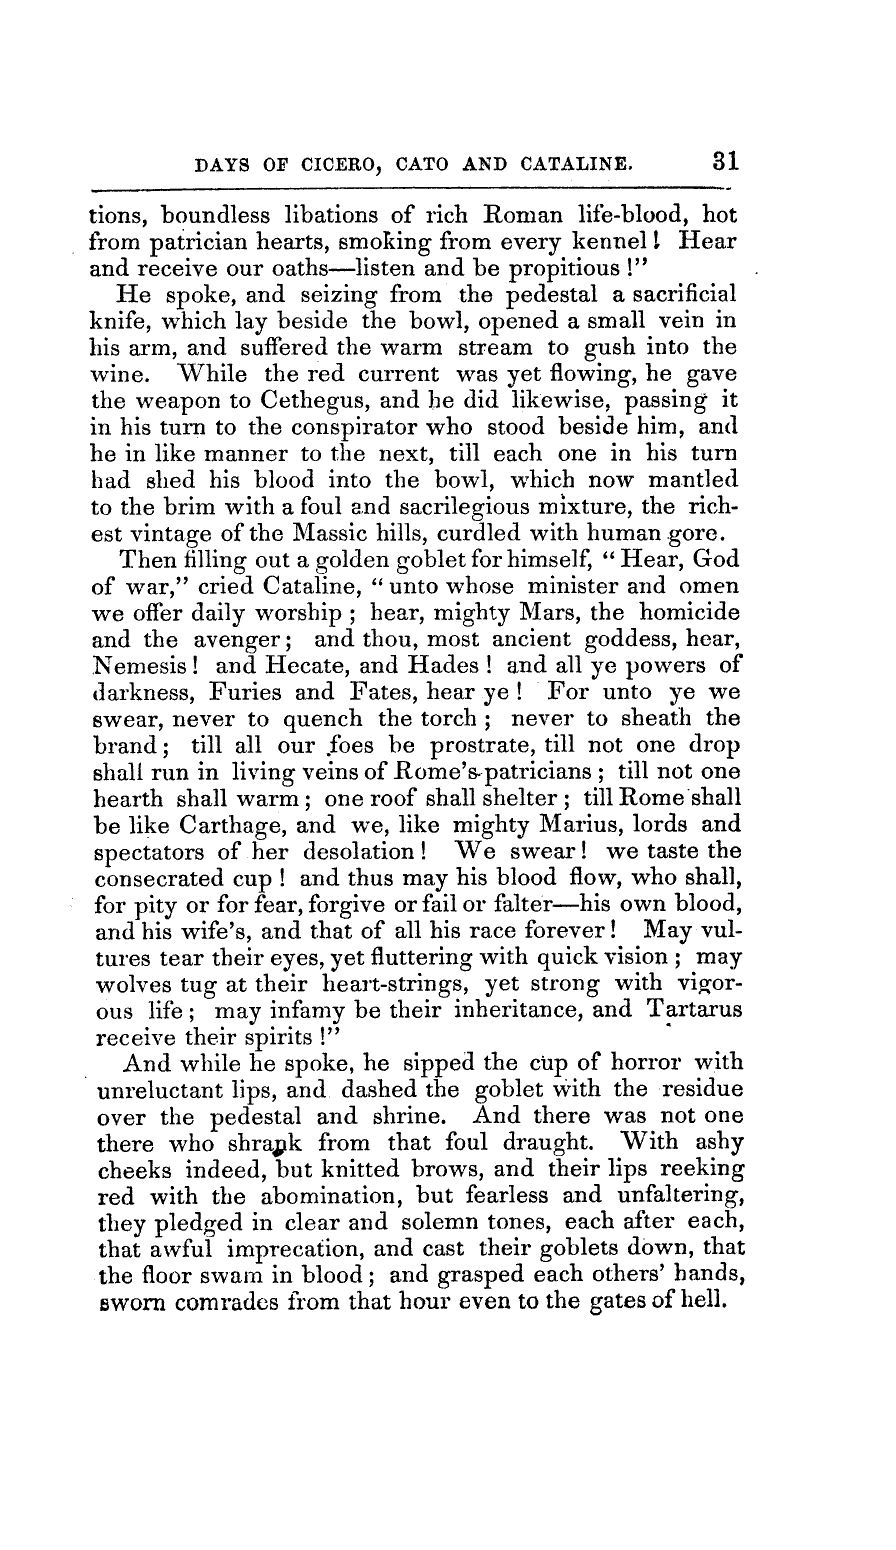 DAYS OF CICERO, CATO AND CATALINE. 31
tions, boundless libations of rich Roman life-blood, hot
from patrician hearts, smoking from every kennel! Hear
and receive our oaths—listen and be propitious!”
He spoke, and seizing from the pedestal a sacrificial
knife, which lay beside the bowl, opened a small vein in
his arm, and suffered the warm stream to gush into the
wine. While the red current was yet flowing, he gave
the weapon to Cethegus, and he did likewise, passing it
in his turn to the conspirator who stood beside him, and
he in like manner to the next, till each one in his turn
had shed his blood into the bowl, which now mantled
to the brim with a foul and sacrilegious mixture, the rich-
est vintage of the Massic hills, curdled with human gore.
Then filling out a golden goblet for himself, “Hear, God
of war,” cried Cataline, “unto whose minister and omen
we offer daily worship; hear, mighty Mars, the homicide
and the avenger; and thou, most ancient goddess, hear,
Nemesis! and Hecate, and Hades! and all ye powers of
darkness, Furies and Fates, hear ye! For unto ye we
swear, never to quench the torch; never to sheath the
brand; till all our foes be prostrate, till not one drop
shall run in living veins of Rome’s patricians; till not one
hearth shall warm; one roof shall shelter; till Rome shall
be like Carthage, and we, like mighty Marius, lords and
spectators of her desolation! We swear! we taste the
consecrated cup! and thus may his blood flow, who shall,
for pity or for fear, forgive or fail or falter—his own blood,
and his wife’s, and that of all his race forever! May vul-
tures tear their eyes, yet fluttering with quick vision; may
wolves tug at their heart-strings, yet strong with vigor-
ous life; may infamy be their inheritance, and Tartarus
receive their spirits!”
And while he spoke, he sipped the cup of horror with
unreluctant lips, and dashed the goblet with the residue
over the pedestal and shrine. And there was not one
there who shrank from that foul draught. With ashy
cheeks indeed, but knitted brows, and their lips reeking
red with the abomination, but fearless and unfaltering,
they pledged in clear and solemn tones, each after each,
that awful imprecation, and cast their goblets down, that
the floor swam in blood; and grasped each others’ hands,
sworn comrades from that hour even to the gates of hell.